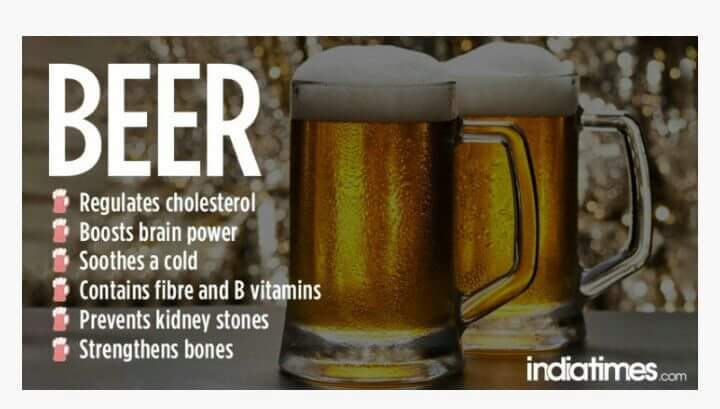 BEER
Regulates cholesterol
Boosts brain power
Soothes a cold
Contains fibre and B vitamins
Prevents kidney stones
Strengthens bones
indiatimes.com